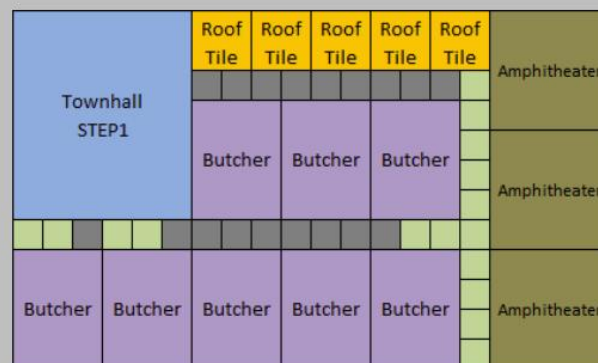 Roof Roof Roof Roof Roof
Tile Tile Tile Tile Tile
Amphitheater
Townhall
STEP1
Butcher Butcher Butcher
Amphitheater
Butcher Butcher Butcher Butcher Butcher
Amphitheater